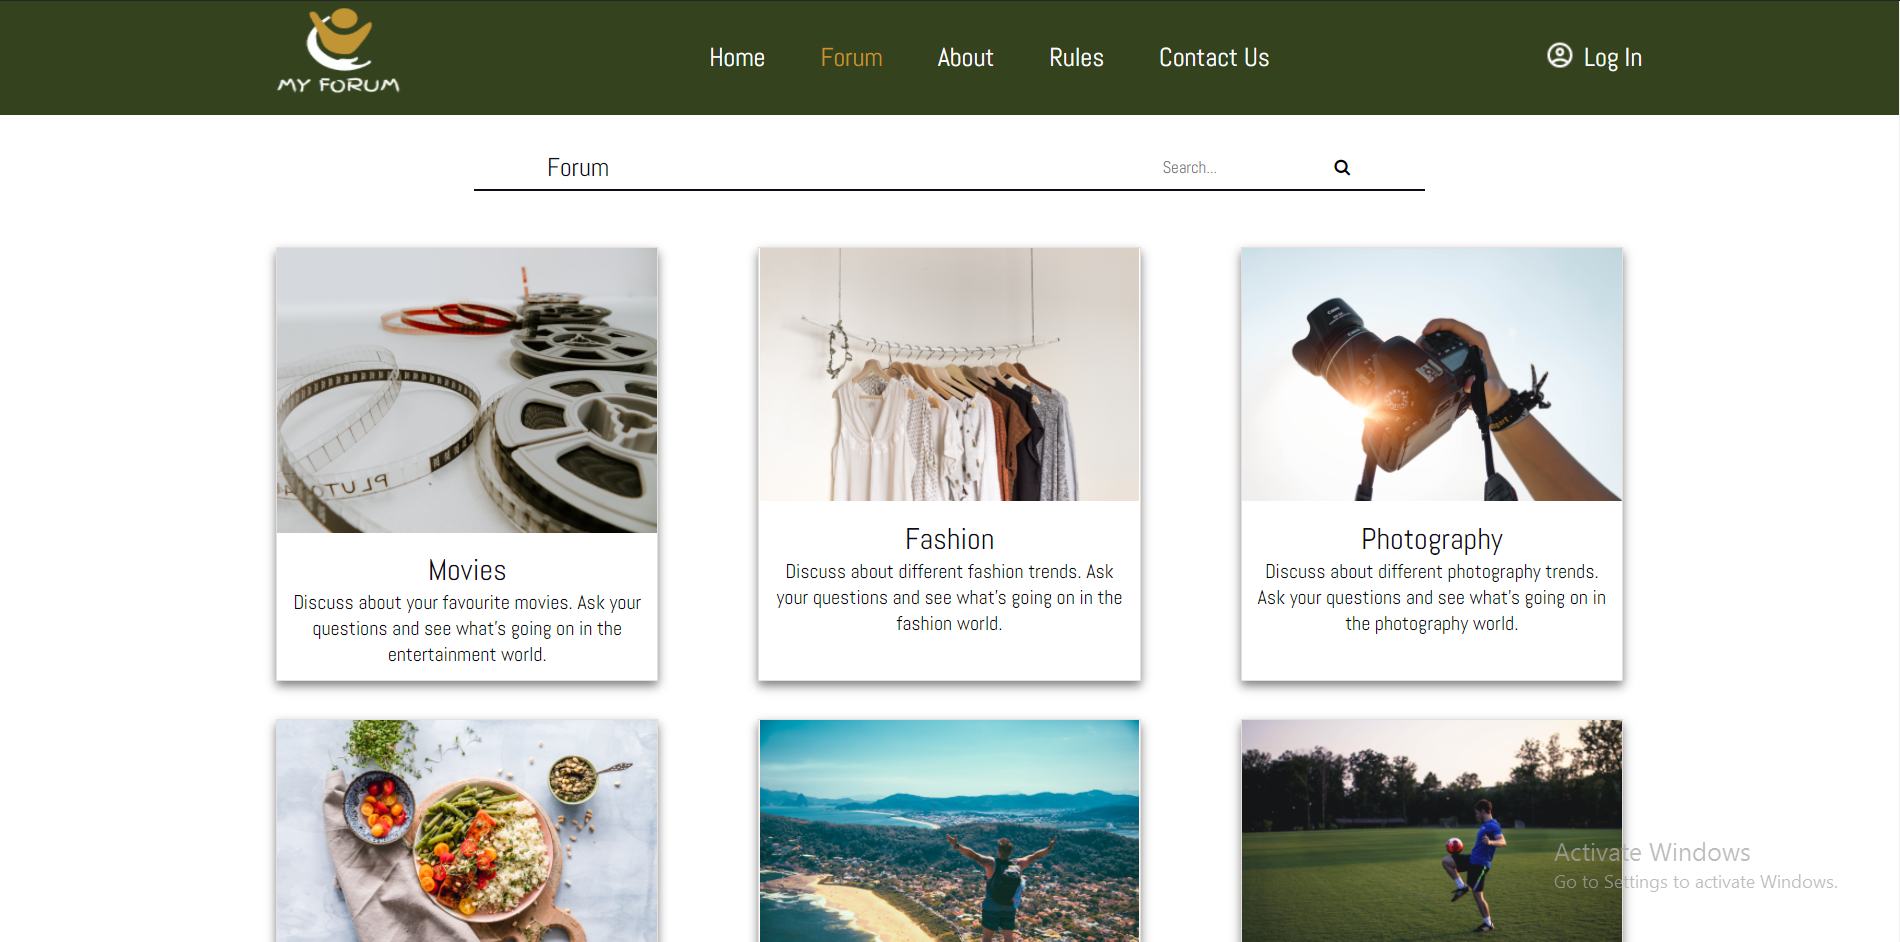 MY FORUM
Home
Forum
About
Rules
Contact Us
Log In
Forum
Search...
PLUTO
Canon
Movies
Discuss about your favourite movies. Ask your
questions and see what's going on in the
entertainment world.
Fashion
Discuss about different fashion trends. Ask
your questions and see what's going on in the
fashion world.
Photography
Discuss about different photography trends.
Ask your questions and see what's going on in
the photography world.
Activate Windows
Go to Settings to activate Windows.